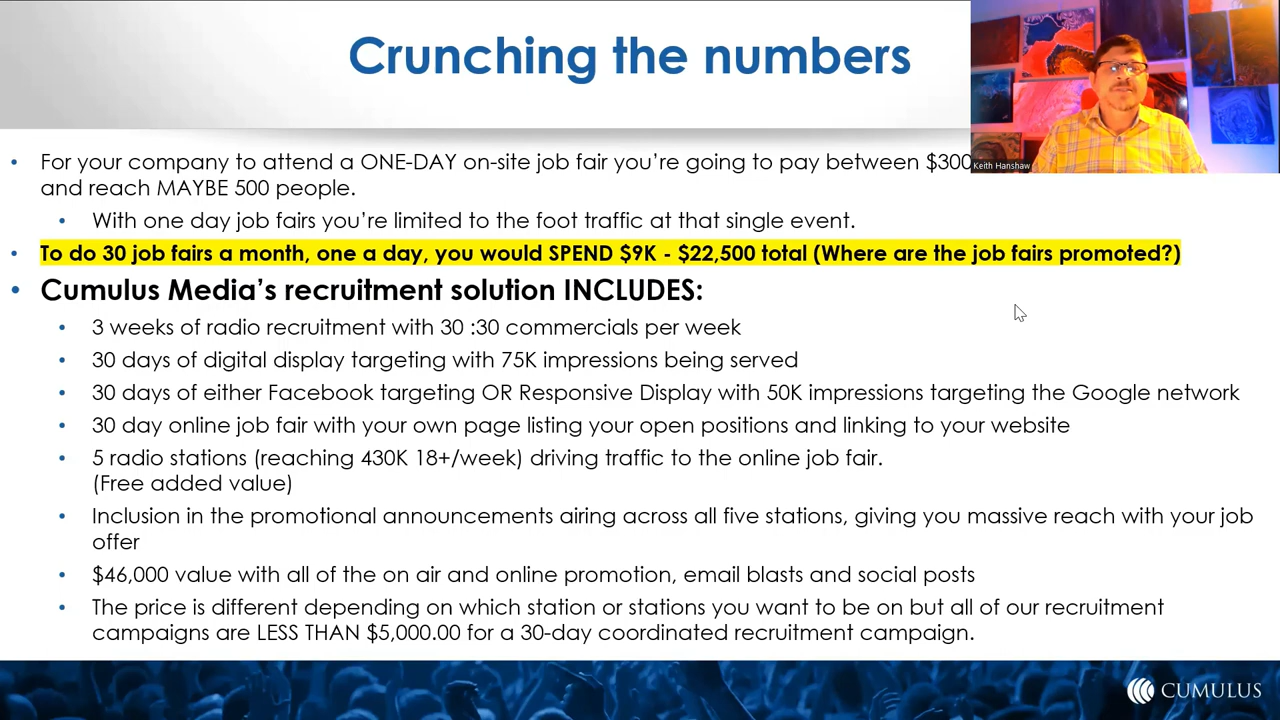 Crunching the numbers
Keith Hanshaw
For your company to attend a ONE-DAY on-site job fair you're going to pay between $300
and reach MAYBE 500 people.
With one day job fairs you're limited to the foot traffic at that single event.
To do 30 job fairs a month, one a day, you would SPEND $9K - $22,500 total (Where are the job fairs promoted?)
Cumulus Media's recruitment solution INCLUDES:
3 weeks of radio recruitment with 30 :30 commercials per week
30 days of digital display targeting with 75K impressions being served
30 days of either Facebook targeting OR Responsive Display with 50K impressions targeting the Google network
30 day online job fair with your own page listing your open positions and linking to your website
5 radio stations (reaching 430K 18+/week) driving traffic to the online job fair.
(Free added value)
Inclusion in the promotional announcements airing across all five stations, giving you massive reach with your job
offer
$46,000 value with all of the on air and online promotion, email blasts and social posts
The price is different depending on which station or stations you want to be on but all of our recruitment
campaigns are LESS THAN $5,000.00 for a 30-day coordinated recruitment campaign.
CUMULUS